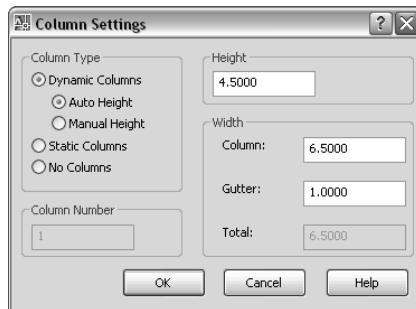 Column Settings
Column Type
Dynamic Columns
Auto Height
Manual Height
Static Columns
No Columns
Column Number
1
Height
4.5000
Width
Column: 6.5000
Gutter: 1.0000
Total: 6.5000
OK Cancel Help